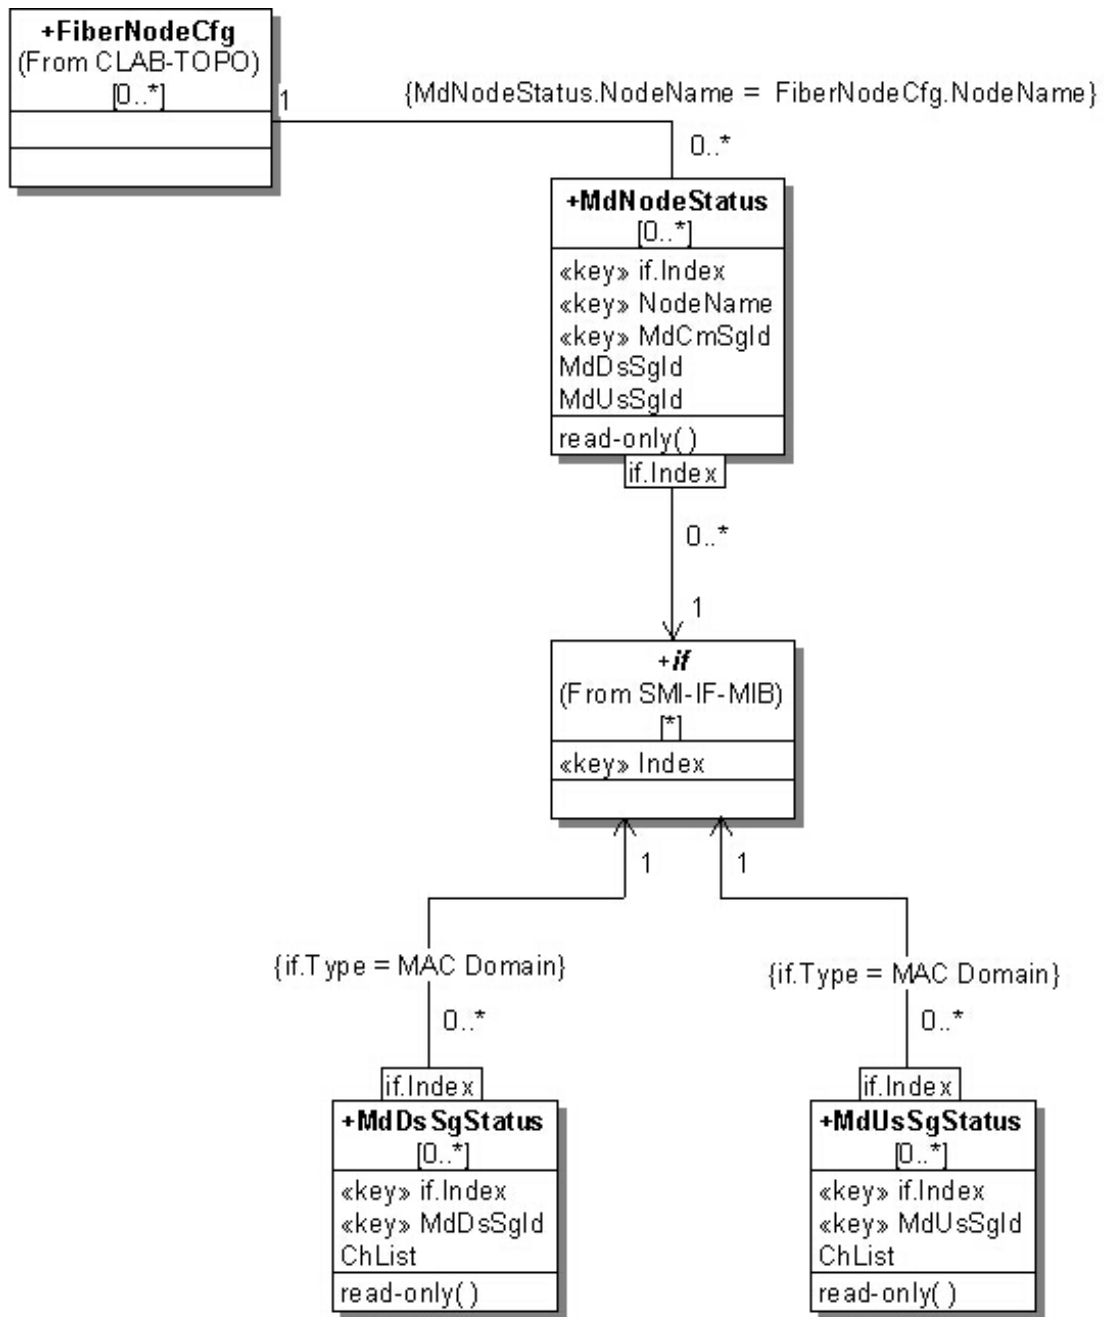 +FiberNodeCfg
(From CLAB-TOPO)
[0..*]
1
{MdNodeStatus.NodeName = FiberNodeCfg.NodeName}
0..*
+MdNodeStatus
[0..*]
«key» if.Index
«key» NodeName
«key» MdCmSgId
MdDsSgId
MdUsSgId
read-only( )
if.Index
0..*
1
+if
(From SMI-IF-MIB)
[*]
«key» Index
1
1
{if.Type = MAC Domain}
{if.Type = MAC Domain}
0..*
0..*
if.Index
+MdDsSgStatus
[0..*]
«key» if.Index
«key» MdDsSgId
ChList
read-only( )
if.Index
+MdUsSgStatus
[0..*]
«key» if.Index
«key» MdUsSgId
ChList
read-only( )